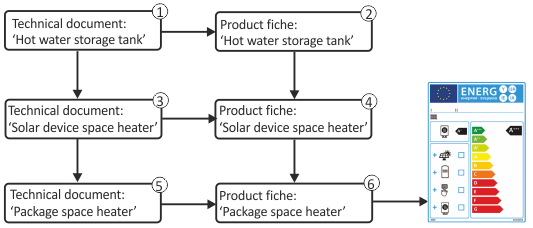 Technical document:
1
'Hot water storage tank'
Product fiche:
2
'Hot water storage tank'
Technical document:
3
'Solar device space heater'
Product fiche:
4
'Solar device space heater'
Technical document:
5
'Package space heater'
Product fiche:
6
'Package space heater'
ENERG
A
B
C
D
E
F
G